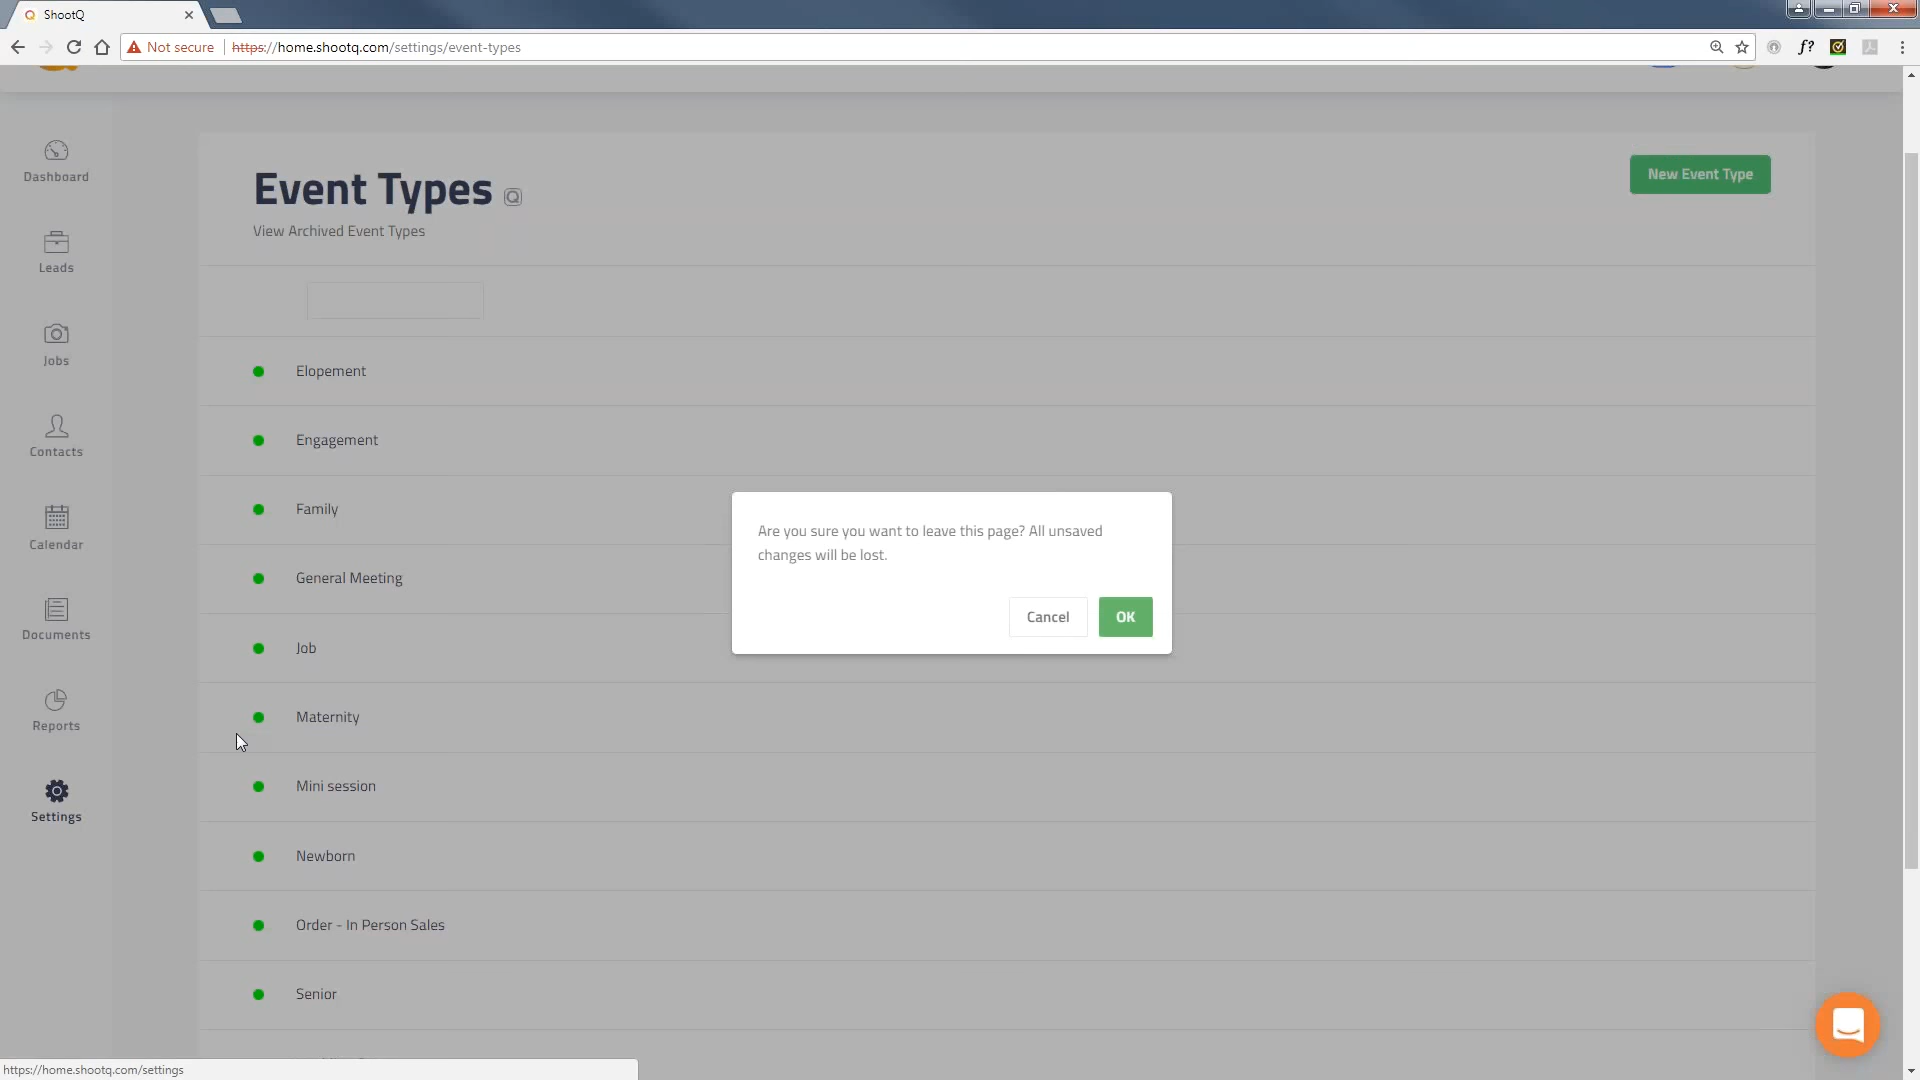 ShootQ
Not secure
https://home.shootq.com/settings/event-types
Dashboard
Leads
Jobs
Contacts
Calendar
Documents
Reports
Settings
Event Types
View Archived Event Types
New Event Type
Elopement
Engagement
Family
General Meeting
Job
Maternity
Mini session
Newborn
Order - In Person Sales
Senior
Are you sure you want to leave this page? All unsaved
changes will be lost.
Cancel
OK
https://home.shootq.com/settings